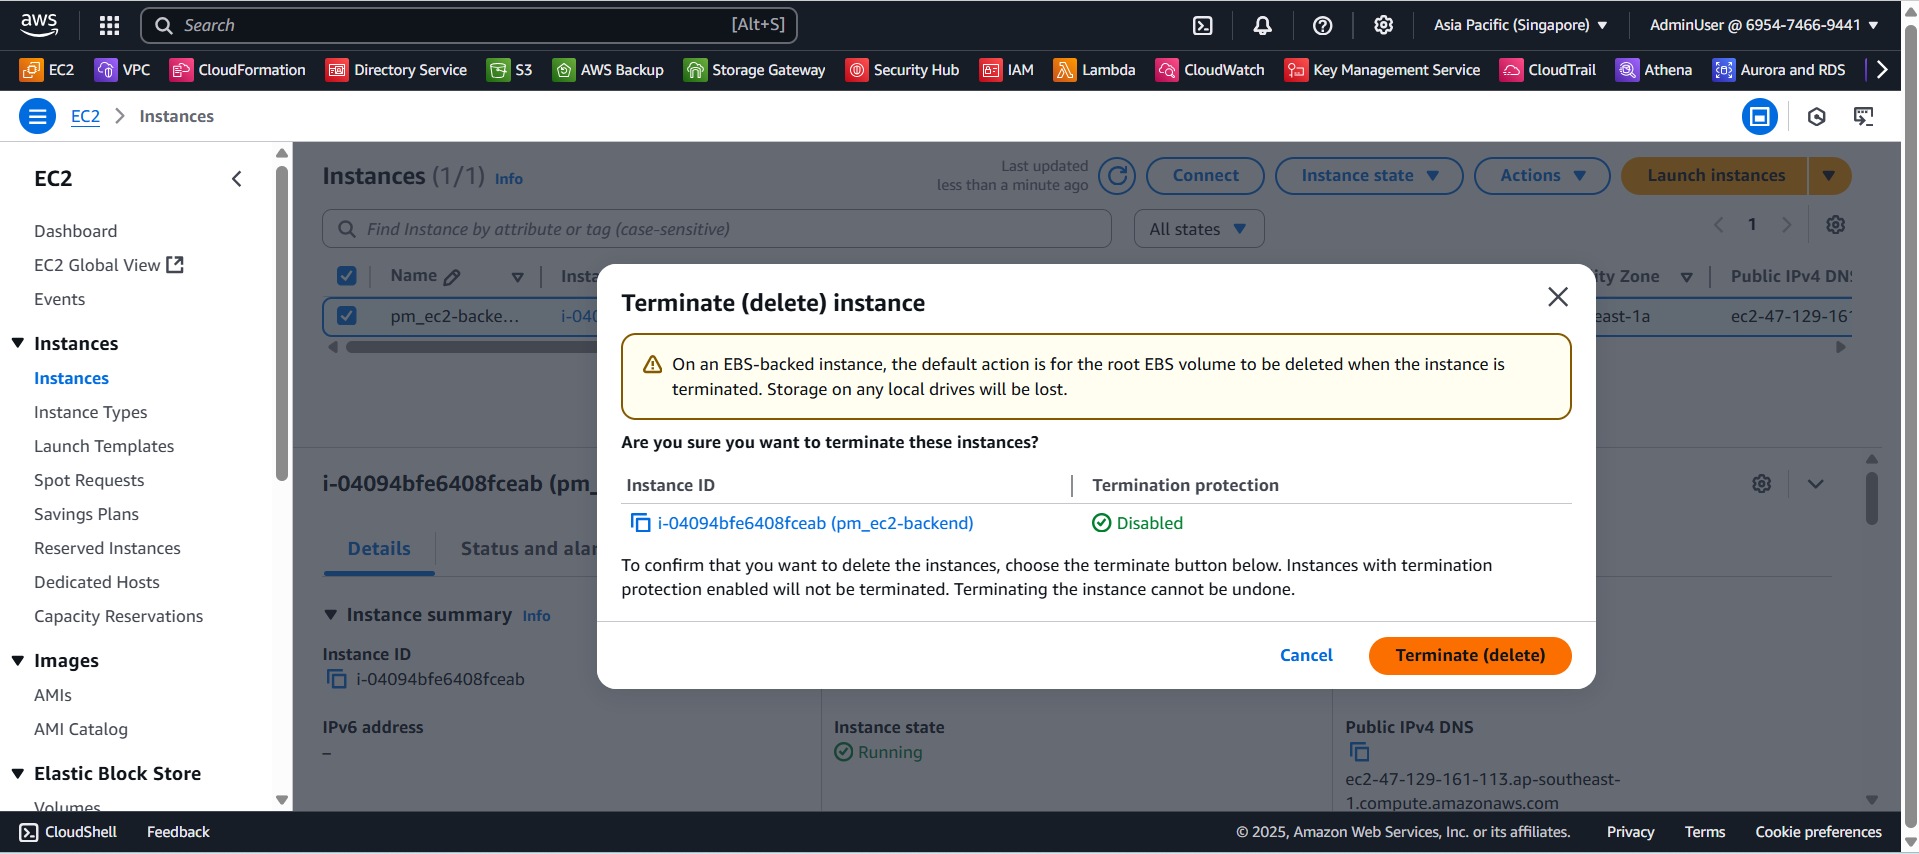 aws
Search
[Alt+S]
Asia Pacific (Singapore)
AdminUser @ 6954-7466-9441
EC2
VPC
CloudFormation
Directory Service
S3
AWS Backup
Storage Gateway
Security Hub
IAM
Lambda
CloudWatch
Key Management Service
CloudTrail
Athena
Aurora and RDS
EC2
Instances
EC2
Dashboard
EC2 Global View
Events
Instances
Instances
Instance Types
Launch Templates
Spot Requests
Savings Plans
Reserved Instances
Dedicated Hosts
Capacity Reservations
Images
AMIs
AMI Catalog
Elastic Block Store
Volumes
Instances (1/1) Info
Last updated
less than a minute ago
Connect
Instance state
Actions
Launch instances
Find Instance by attribute or tag (case-sensitive)
All states
1
Name
Insta
ity Zone
Public IPv4 DNS
pm_ec2-backe...
i-040
east-1a
ec2-47-129-161
Terminate (delete) instance
On an EBS-backed instance, the default action is for the root EBS volume to be deleted when the instance is
terminated. Storage on any local drives will be lost.
Are you sure you want to terminate these instances?
Instance ID
Termination protection
i-04094bfe6408fceab (pm_ec2-backend)
Disabled
To confirm that you want to delete the instances, choose the terminate button below. Instances with termination
protection enabled will not be terminated. Terminating the instance cannot be undone.
Cancel
Terminate (delete)
i-04094bfe6408fceab (pm_
Details
Status and alar
Instance summary Info
Instance ID
i-04094bfe6408fceab
IPv6 address
–
Instance state
Running
Public IPv4 DNS
ec2-47-129-161-113.ap-southeast-
1.compute.amazonaws.com
CloudShell
Feedback
© 2025, Amazon Web Services, Inc. or its affiliates.
Privacy
Terms
Cookie preferences